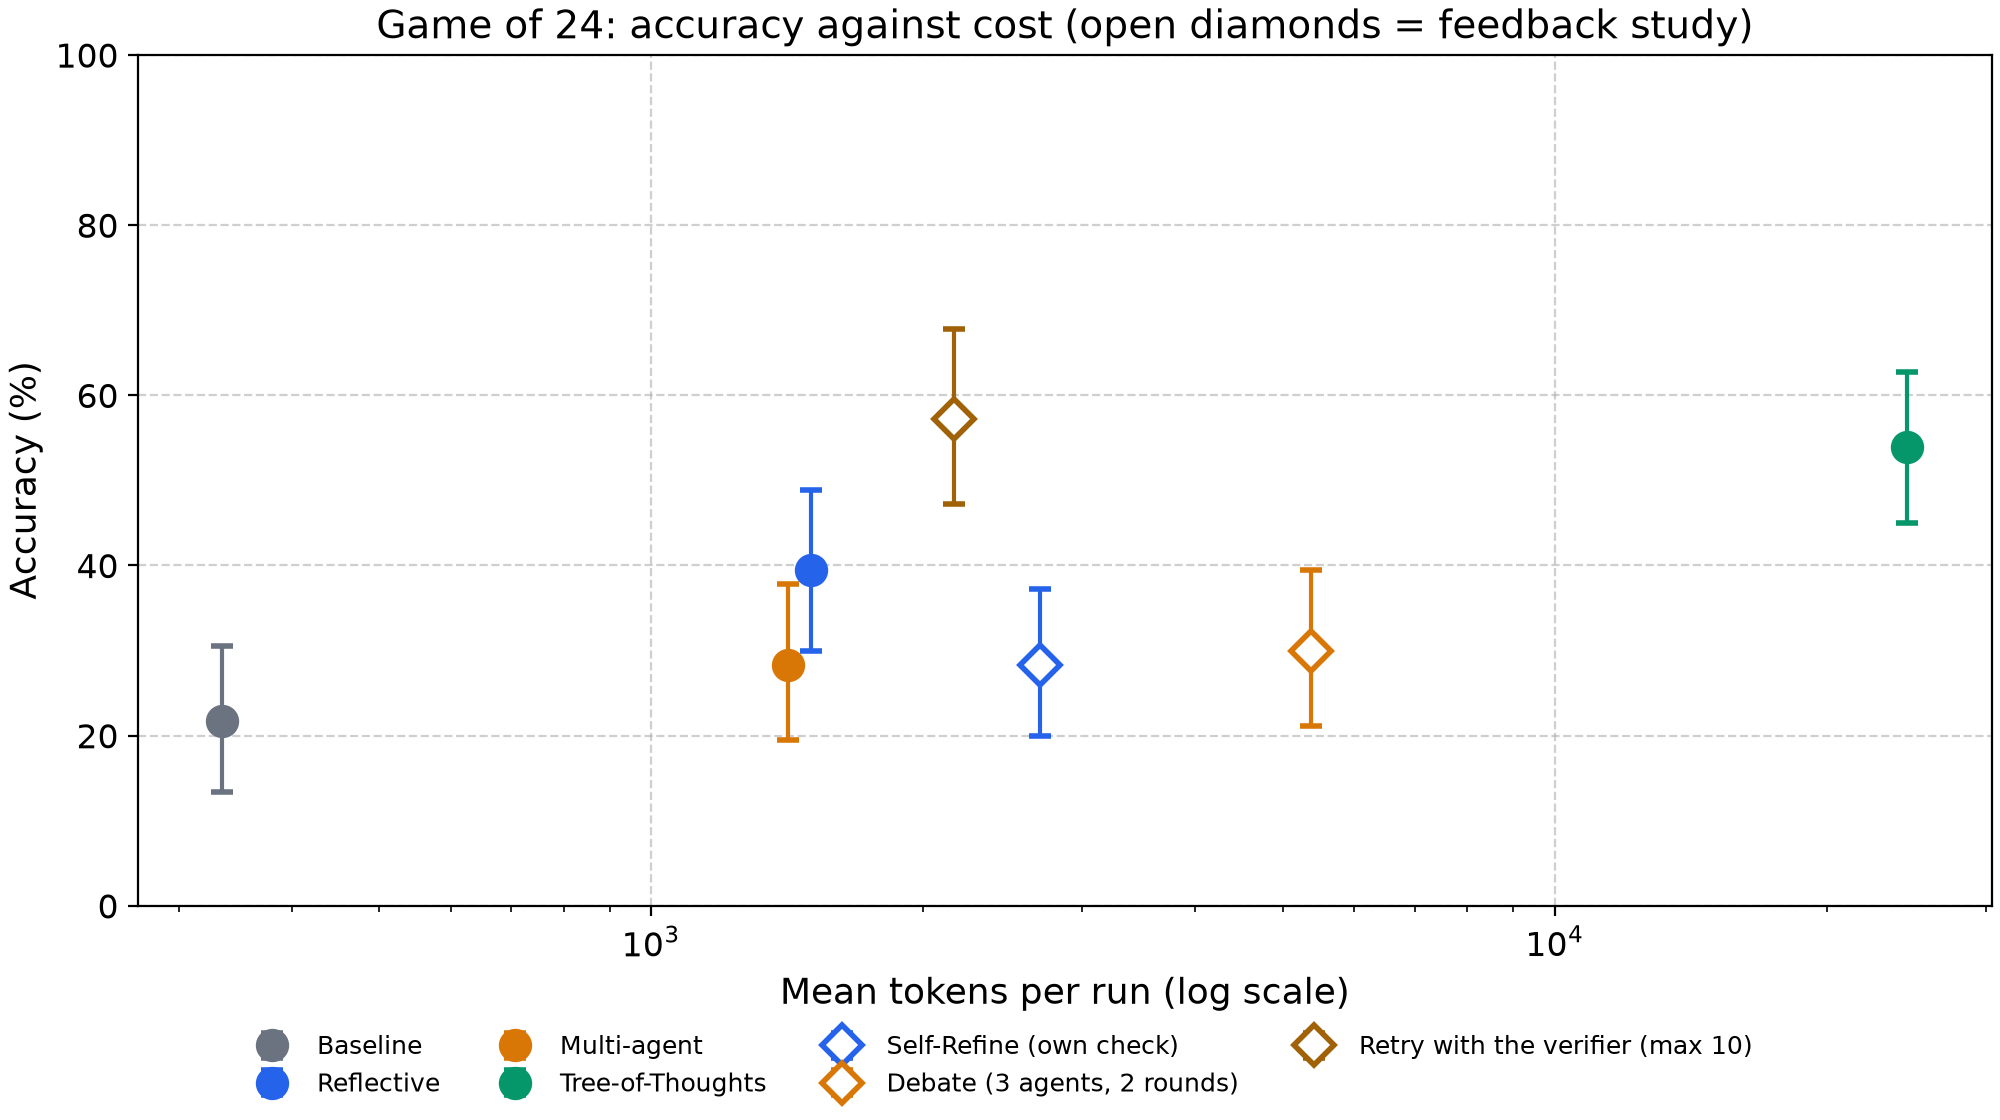 Game of 24: accuracy against cost (open diamonds = feedback study)
100
80
60
40
20
0
Accuracy (%)
10³
10⁴
Mean tokens per run (log scale)
Baseline
Reflective
Multi-agent
Tree-of-Thoughts
Self-Refine (own check)
Debate (3 agents, 2 rounds)
Retry with the verifier (max 10)